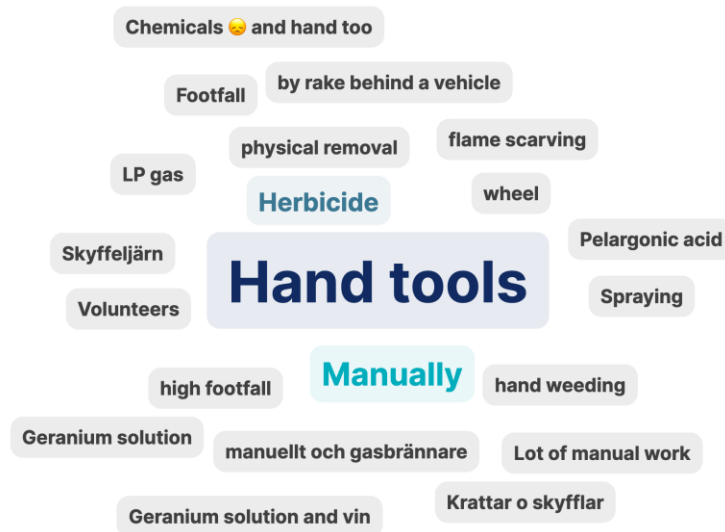 Chemicals 😞 and hand too
by rake behind a vehicle
Footfall
physical removal
flame scarving
LP gas
Herbicide
wheel
Pelargonic acid
Skyffeljärn
Hand tools
Spraying
Volunteers
Manually
high footfall
hand weeding
Geranium solution
manuellt och gasbrännare
Lot of manual work
Krattar o skyfflar
Geranium solution and vin